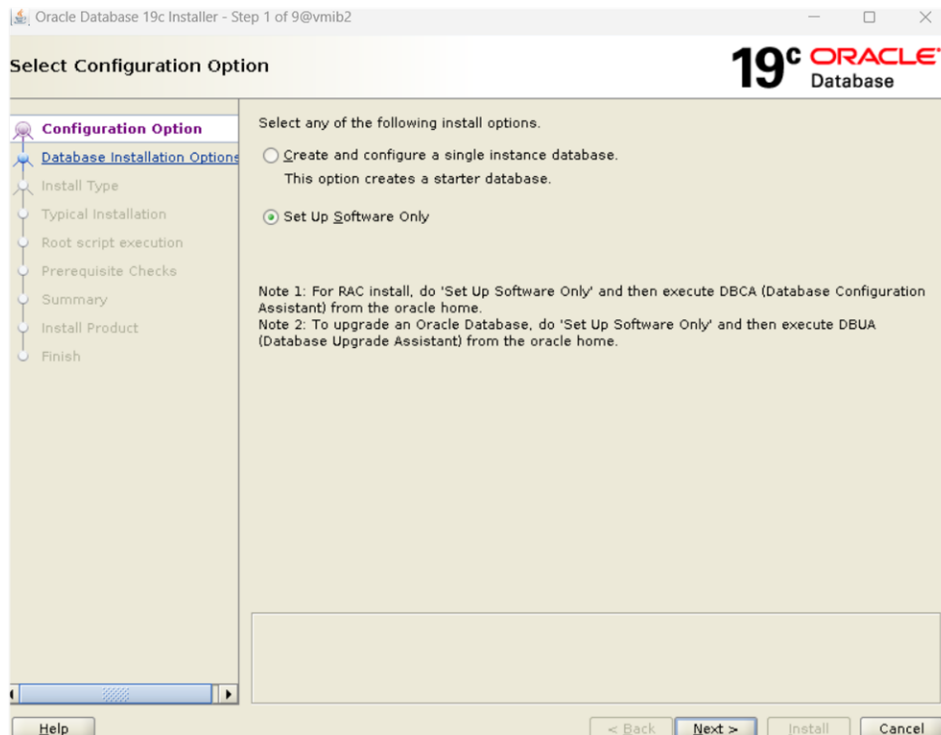 Oracle Database 19c Installer - Step 1 of 9@vmib2
Select Configuration Option
19c ORACLE
Database
Configuration Option
Database Installation Options
Install Type
Typical Installation
Root script execution
Prerequisite Checks
Summary
Install Product
Finish
Select any of the following install options.
Create and configure a single instance database.
This option creates a starter database.
Set Up Software Only
Note 1: For RAC install, do 'Set Up Software Only' and then execute DBCA (Database Configuration
Assistant) from the oracle home.
Note 2: To upgrade an Oracle Database, do 'Set Up Software Only' and then execute DBUA
(Database Upgrade Assistant) from the oracle home.
Help
< Back
Next >
Install
Cancel